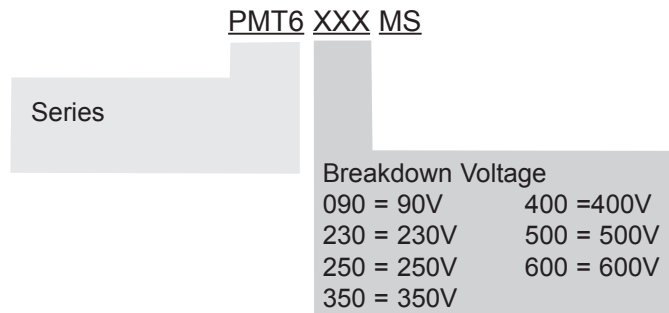 PMT6 XXX MS
Series
Breakdown Voltage
090 = 90V 400 =400V
230 = 230V 500 = 500V
250 = 250V 600 = 600V
350 = 350V